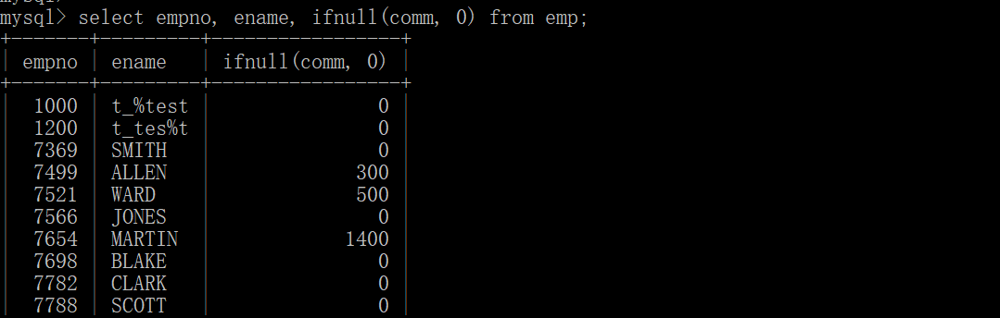 mysql>
mysql> select empno, ename, ifnull(comm, 0) from emp;
+-------+---------+-----------------+
| empno | ename   | ifnull(comm, 0) |
+-------+---------+-----------------+
|  1000 | t_%test |               0 |
|  1200 | t_tes%t |               0 |
|  7369 | SMITH   |               0 |
|  7499 | ALLEN   |             300 |
|  7521 | WARD    |             500 |
|  7566 | JONES   |               0 |
|  7654 | MARTIN  |            1400 |
|  7698 | BLAKE   |               0 |
|  7782 | CLARK   |               0 |
|  7788 | SCOTT   |               0 |